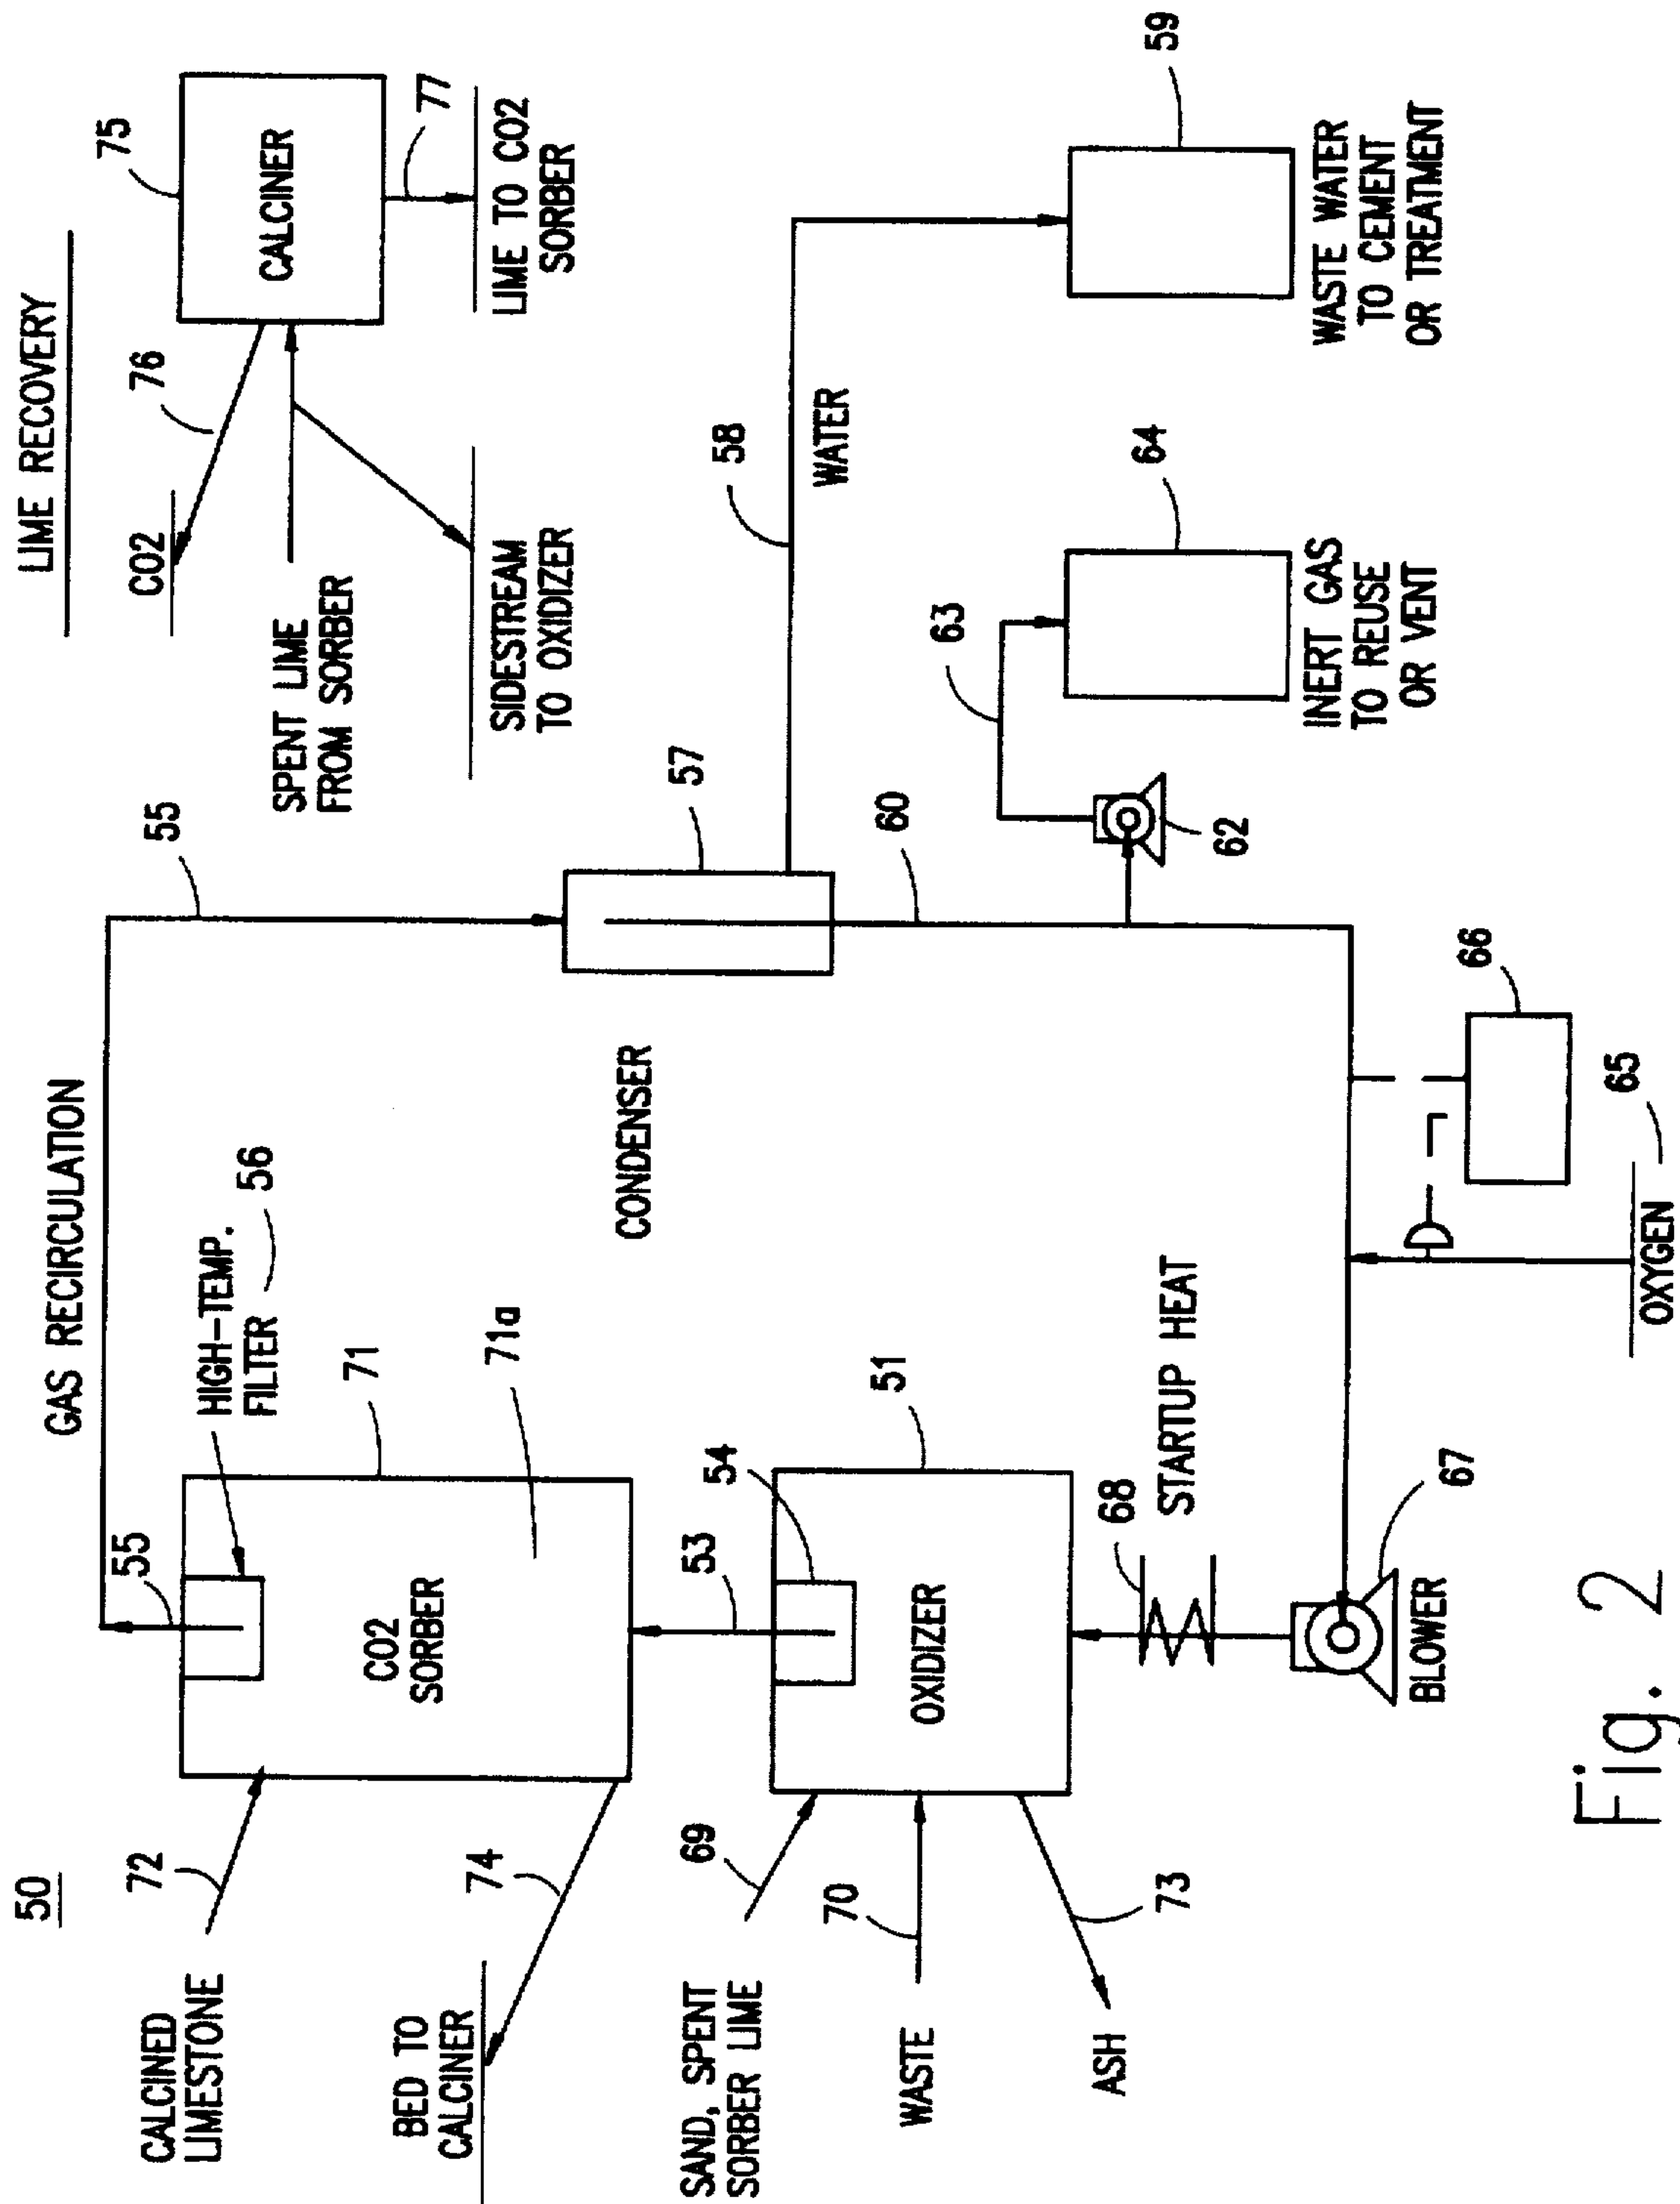 50
GAS RECIRCULATION
LIME RECOVERY
CALCINED
LIMESTONE
72
55
HIGH-TEMP.
FILTER
56
55
CO2
76
75
CALCINER
77
CO2
SORBER
71
71a
SPENT LIME
FROM SORBER
LIME TO CO2
SORBER
BED TO
CALCINER
74
SIDESTREAM
TO OXIDIZER
CONDENSER
57
58
WATER
59
WASTE WATER
TO CEMENT
OR TREATMENT
SAND, SPENT
SORBER LIME
69
53
54
51
OXIDIZER
WASTE
70
ASH
73
60
62
63
64
INERT GAS
TO REUSE
OR VENT
68
STARTUP HEAT
67
BLOWER
66
65
OXYGEN
Fig. 2